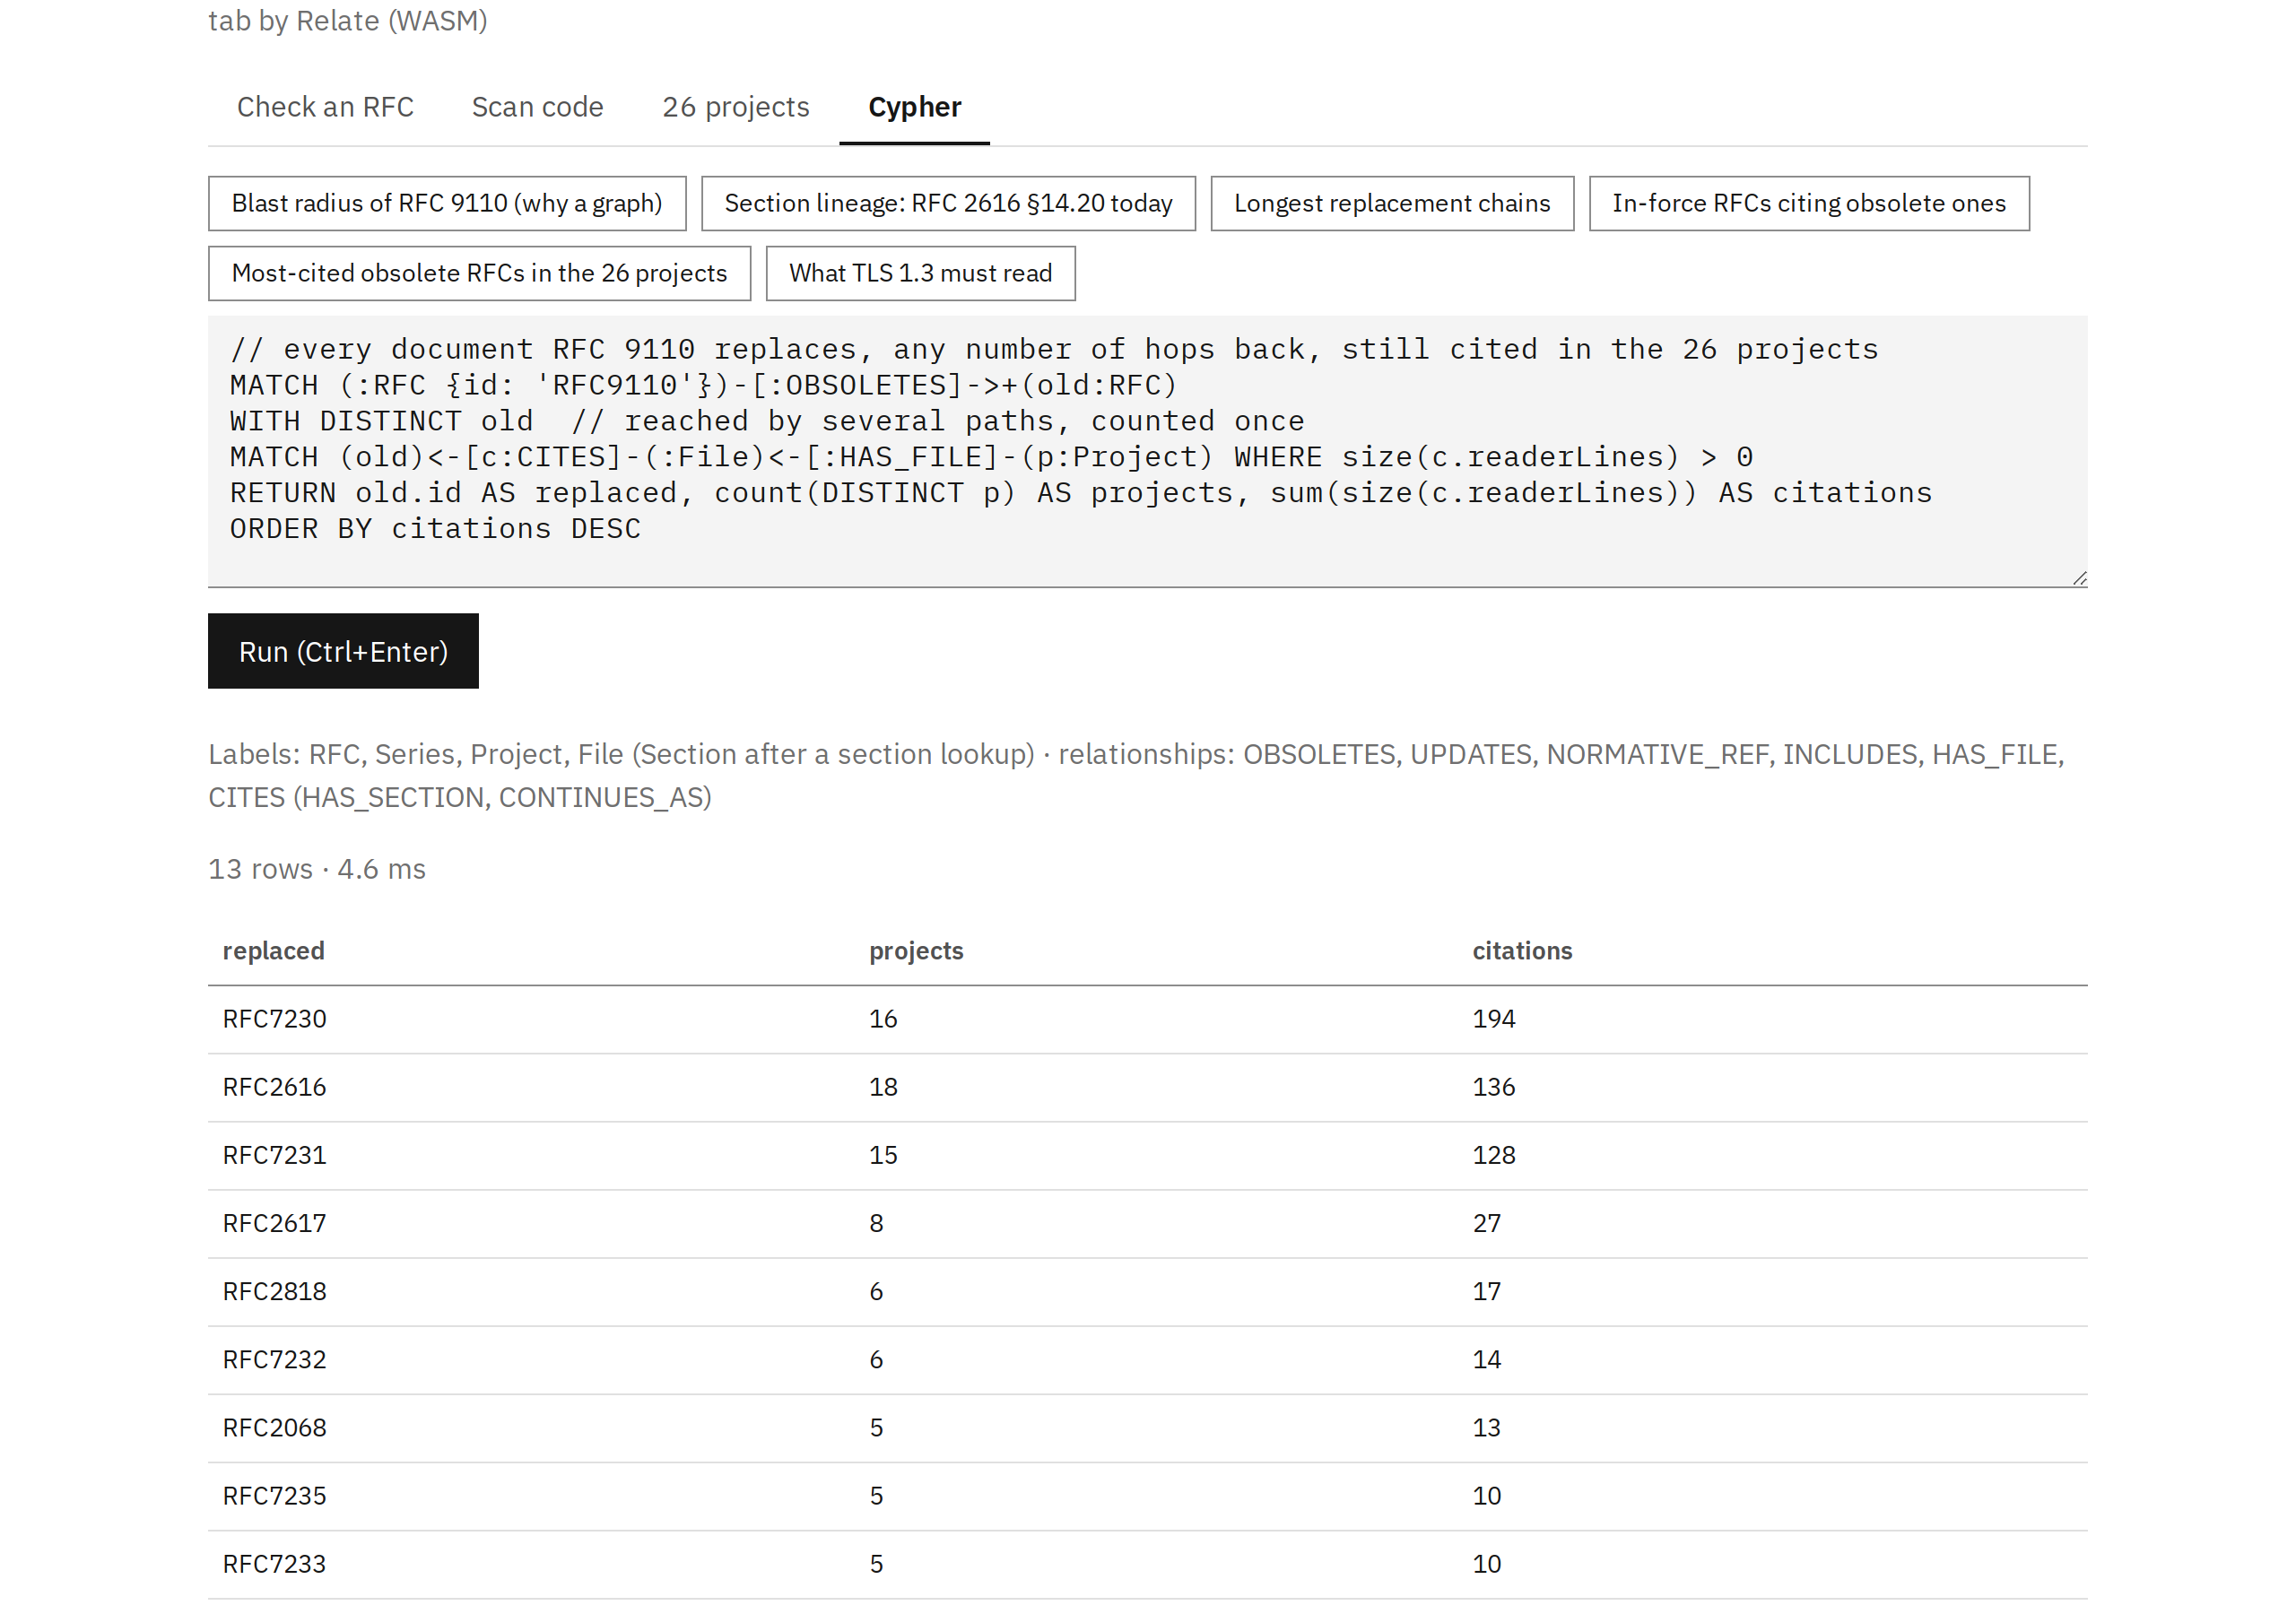 tab by Relate (WASM)
Check an RFC Scan code 26 projects Cypher
Blast radius of RFC 9110 (why a graph) Section lineage: RFC 2616 §14.20 today Longest replacement chains In-force RFCs citing obsolete ones
Most-cited obsolete RFCs in the 26 projects What TLS 1.3 must read
// every document RFC 9110 replaces, any number of hops back, still cited in the 26 projects
MATCH (:RFC {id: 'RFC9110'})-[:OBSOLETES]->+(old:RFC)
WITH DISTINCT old  // reached by several paths, counted once
MATCH (old)<-[c:CITES]-(:File)<-[:HAS_FILE]-(p:Project) WHERE size(c.readerLines) > 0
RETURN old.id AS replaced, count(DISTINCT p) AS projects, sum(size(c.readerLines)) AS citations
ORDER BY citations DESC
Run (Ctrl+Enter)
Labels: RFC, Series, Project, File (Section after a section lookup) · relationships: OBSOLETES, UPDATES, NORMATIVE_REF, INCLUDES, HAS_FILE,
CITES (HAS_SECTION, CONTINUES_AS)
13 rows · 4.6 ms
replaced projects citations
RFC7230 16 194
RFC2616 18 136
RFC7231 15 128
RFC2617 8 27
RFC2818 6 17
RFC7232 6 14
RFC2068 5 13
RFC7235 5 10
RFC7233 5 10